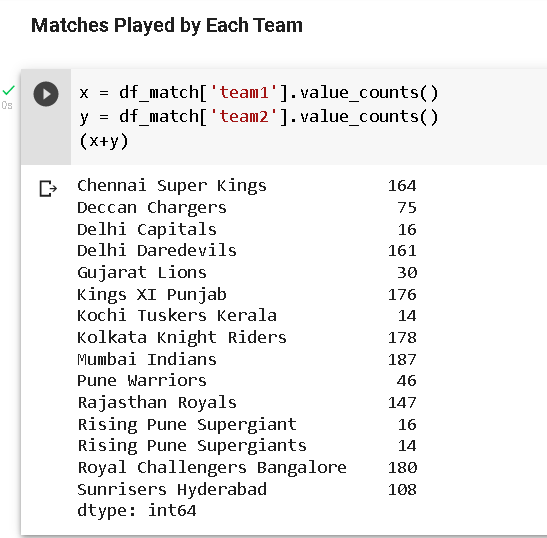 Matches Played by Each Team
0s
x = df_match['team1'].value_counts()
y = df_match['team2'].value_counts()
(x+y)
Chennai Super Kings 164
Deccan Chargers 75
Delhi Capitals 16
Delhi Daredevils 161
Gujarat Lions 30
Kings XI Punjab 176
Kochi Tuskers Kerala 14
Kolkata Knight Riders 178
Mumbai Indians 187
Pune Warriors 46
Rajasthan Royals 147
Rising Pune Supergiant 16
Rising Pune Supergiants 14
Royal Challengers Bangalore 180
Sunrisers Hyderabad 108
dtype: int64